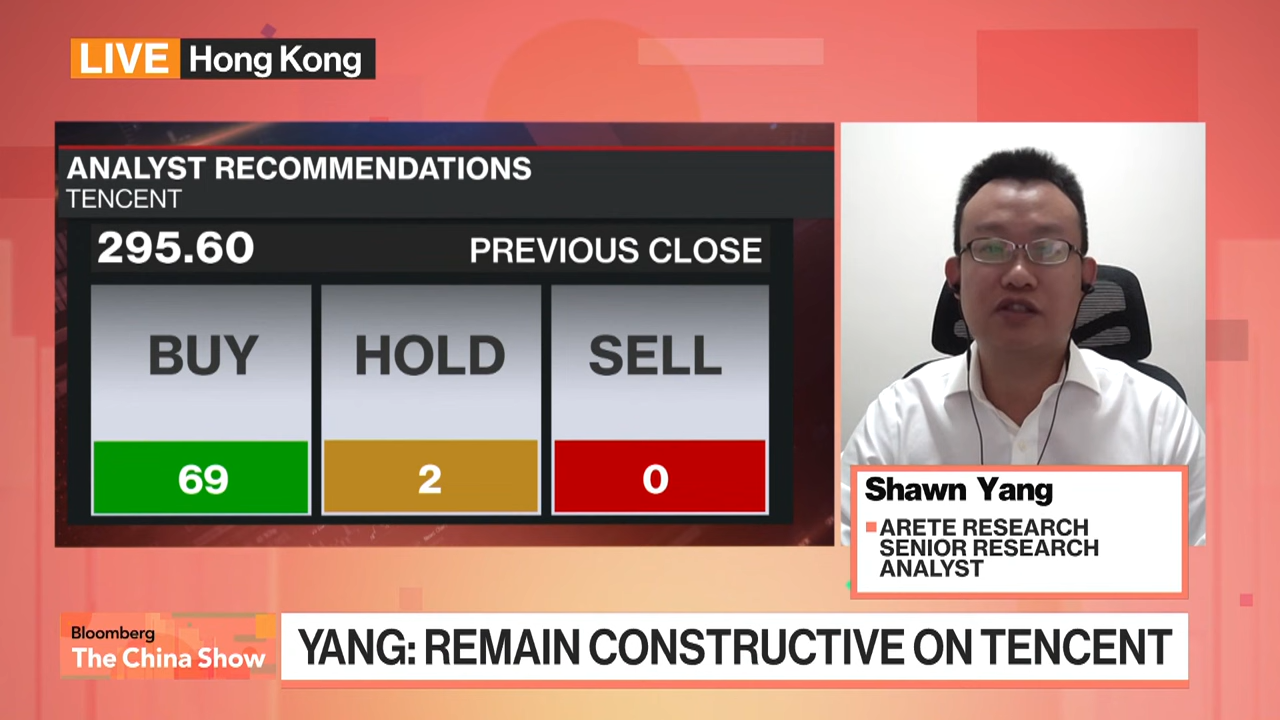 LIVE Hong Kong
ANALYST RECOMMENDATIONS
TENCENT
295.60 PREVIOUS CLOSE
BUY HOLD SELL
69 2 0
Shawn Yang
ARETE RESEARCH
SENIOR RESEARCH
ANALYST
Bloomberg
The China Show
YANG: REMAIN CONSTRUCTIVE ON TENCENT